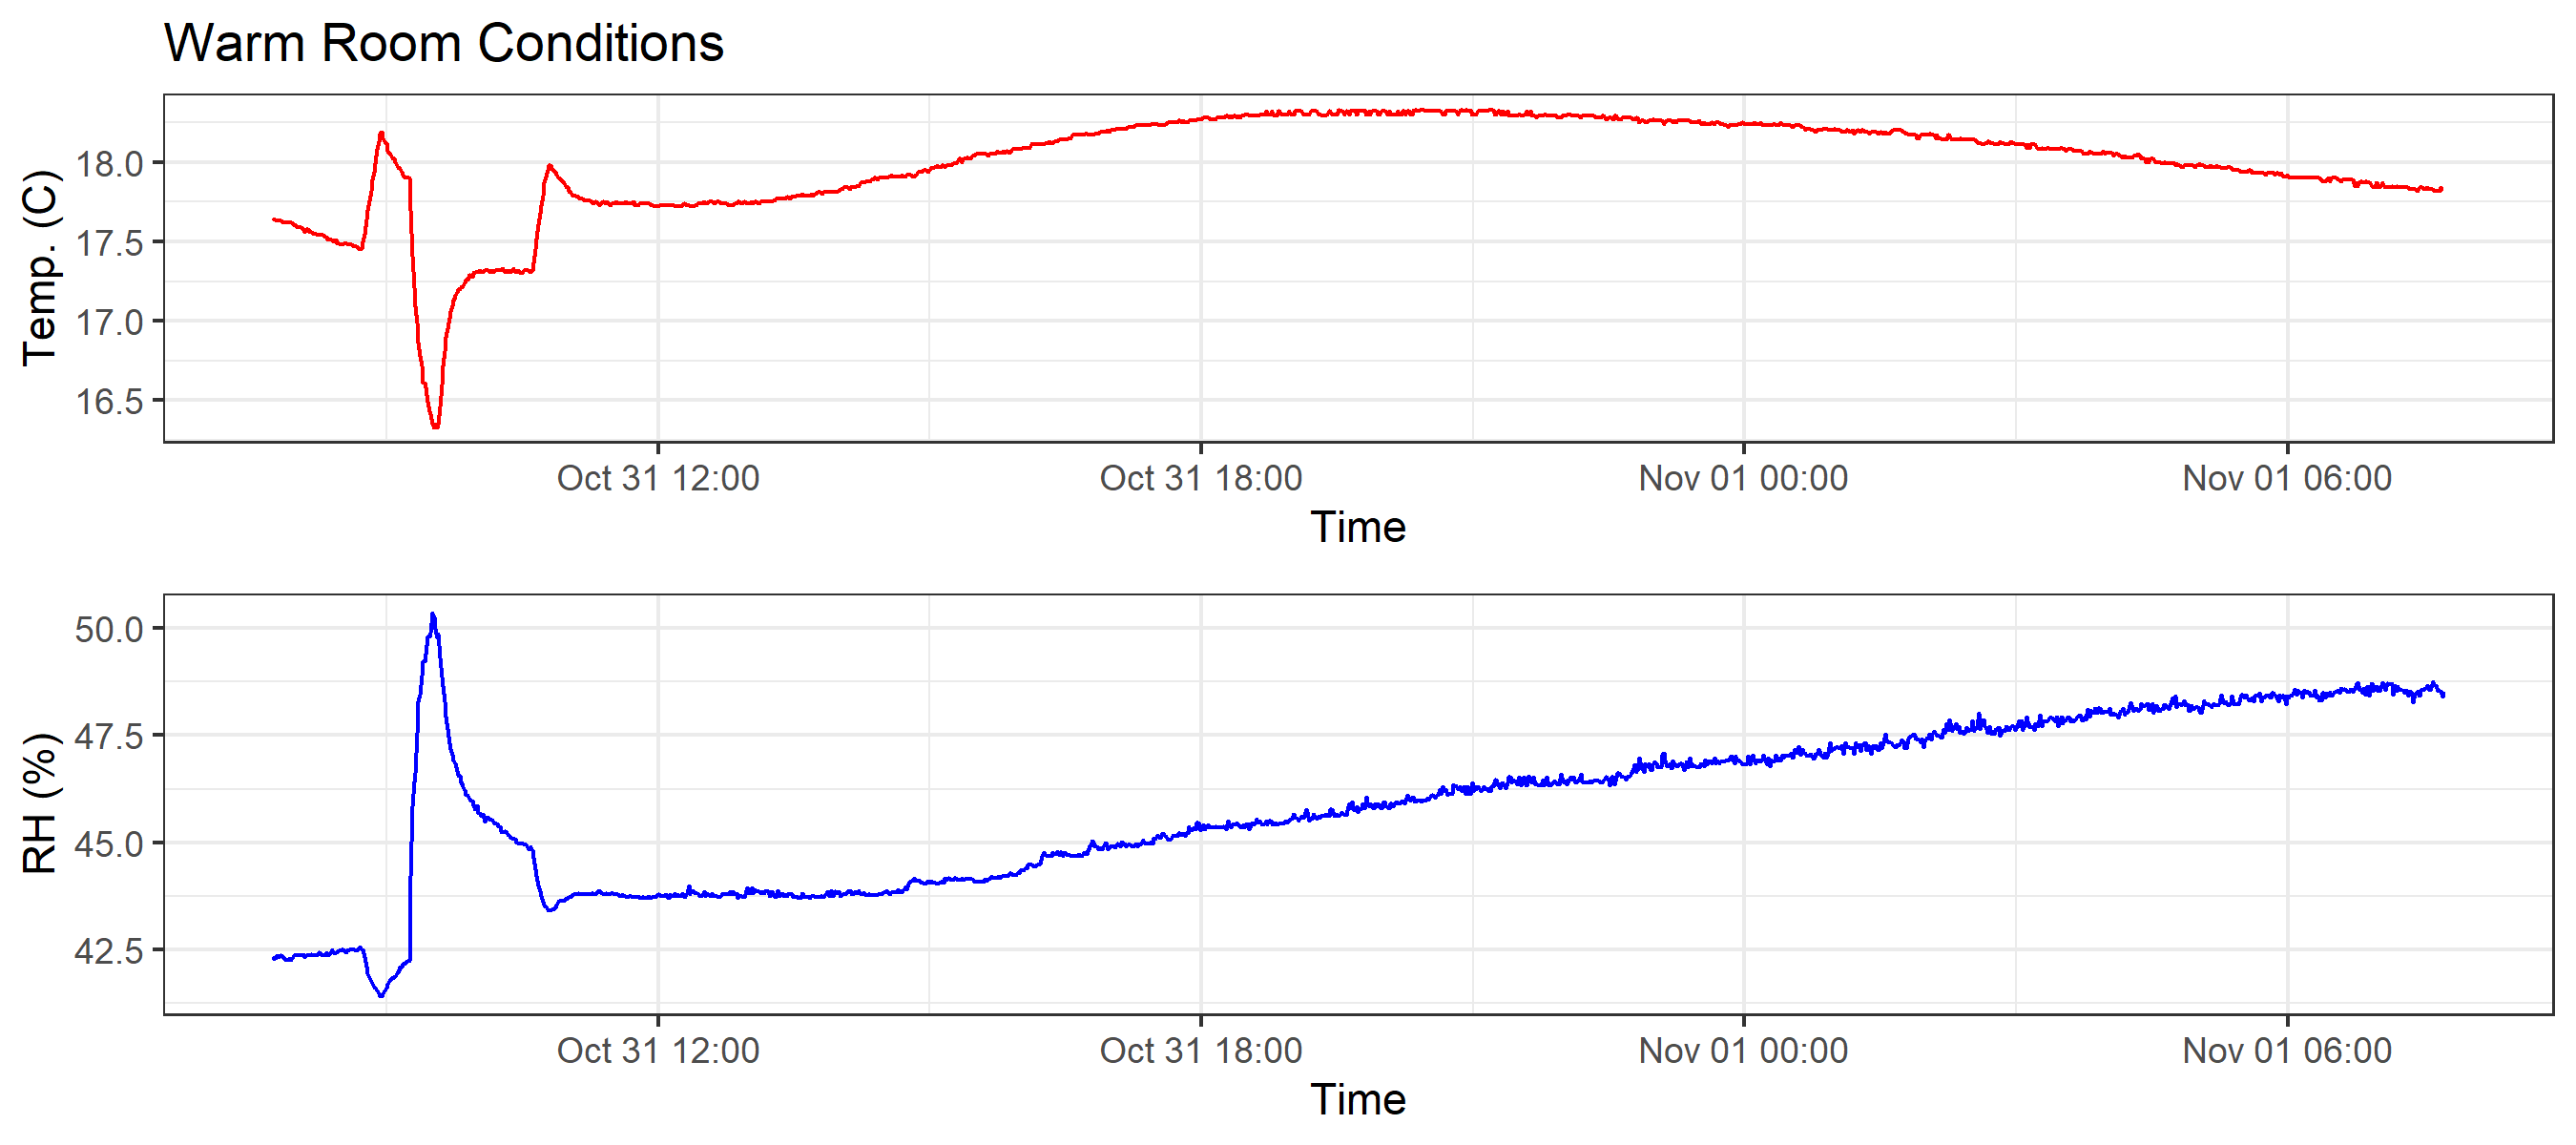 Warm Room Conditions
Temp. (C)
18.0
17.5
17.0
16.5
Oct 31 12:00 Oct 31 18:00 Nov 01 00:00 Nov 01 06:00
Time
RH (%)
50.0
47.5
45.0
42.5
Oct 31 12:00 Oct 31 18:00 Nov 01 00:00 Nov 01 06:00
Time